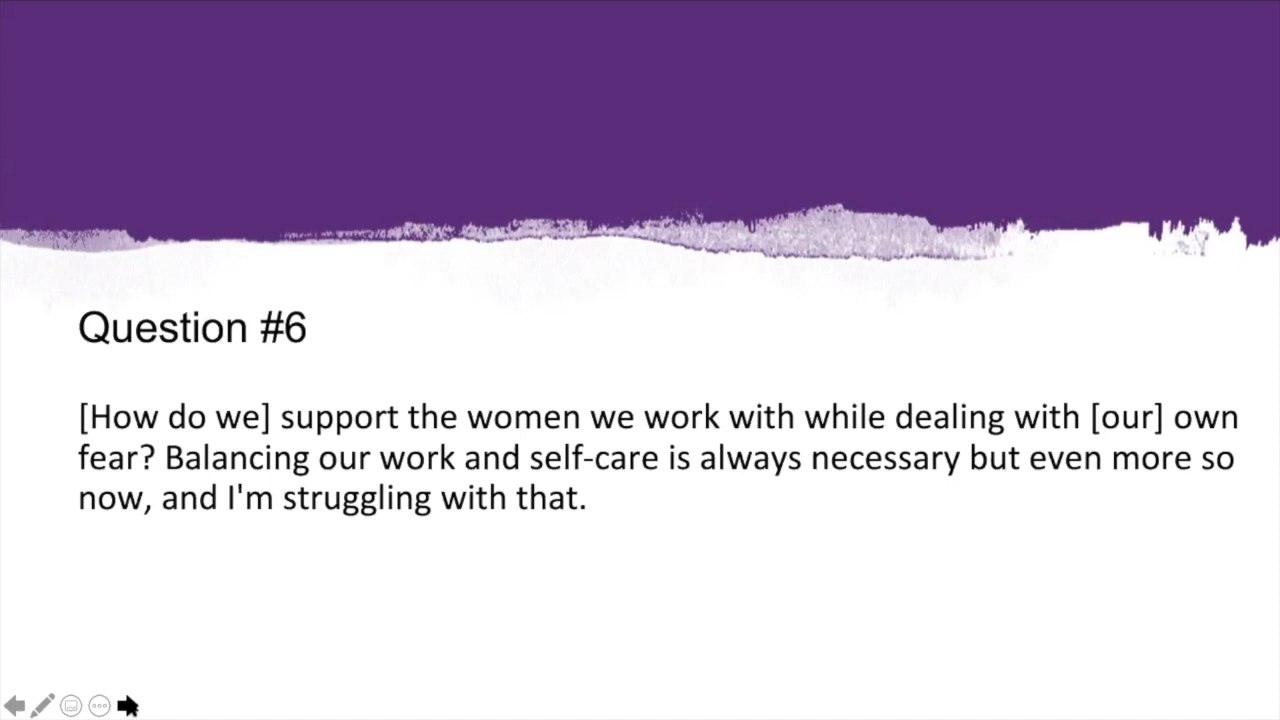 Question #6
[How do we] support the women we work with while dealing with [our] own
fear? Balancing our work and self-care is always necessary but even more so
now, and I'm struggling with that.